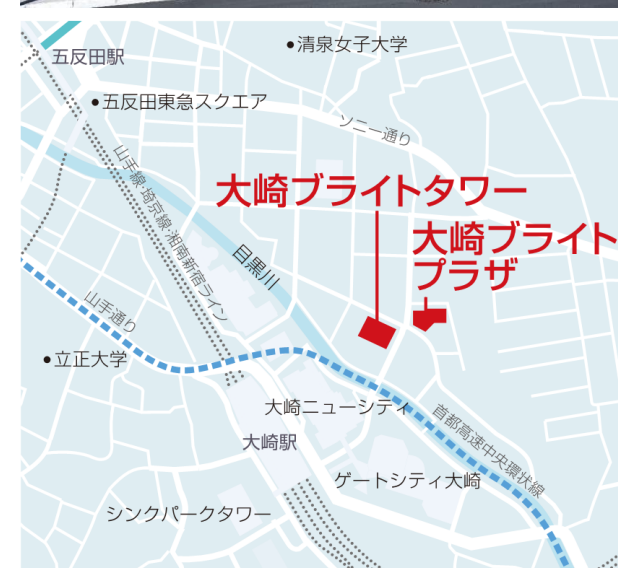 清泉女子大学
五反田駅
五反田東急スクエア
ソニー通り
山手線・埼京線・湘南新宿ライン
大崎ブライトタワー
大崎ブライト
プラザ
目黒川
山手通り
立正大学
大崎ニューシティ
首都高速中央環状線
大崎駅
ゲートシティ大崎
シンクパークタワー